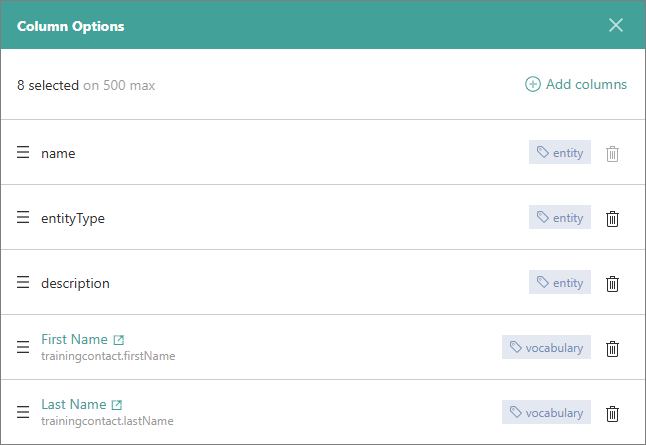 Column Options
8 selected on 500 max
Add columns
name
entity
entityType
entity
description
entity
First Name
trainingcontact.firstName
vocabulary
Last Name
trainingcontact.lastName
vocabulary